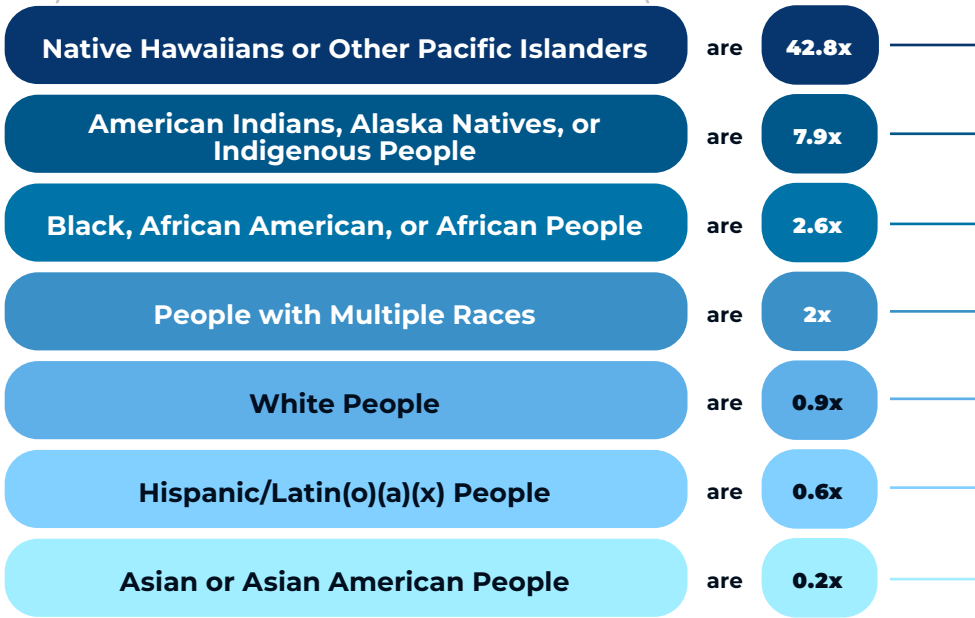 Native Hawaiians or Other Pacific Islanders are 42.8x
American Indians, Alaska Natives, or
Indigenous People are 7.9x
Black, African American, or African People are 2.6x
People with Multiple Races are 2x
White People are 0.9x
Hispanic/Latin(o)(a)(x) People are 0.6x
Asian or Asian American People are 0.2x